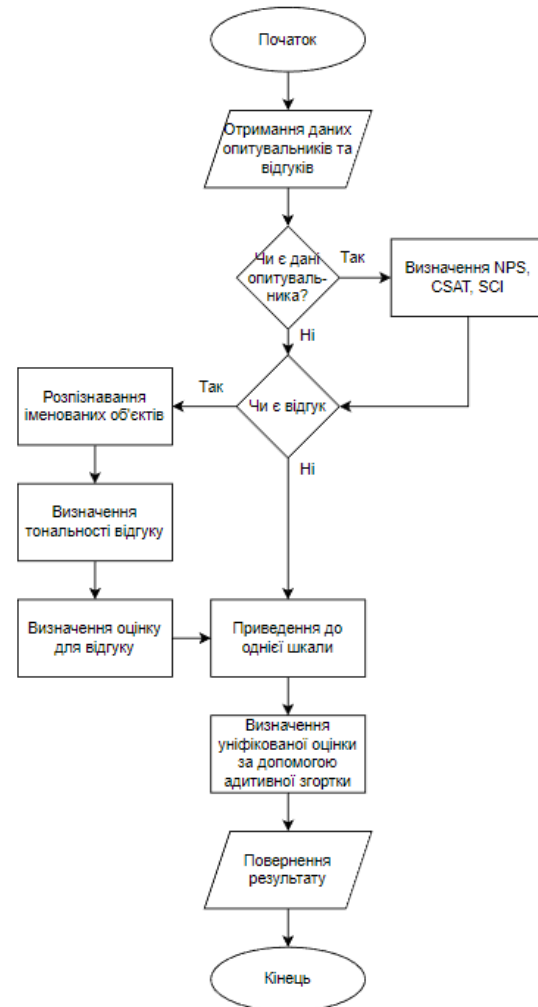 Початок
Отримання даних
опитувальників та
відгуків
Чи є дані
опитуваль-
ника?
Так
Визначення NPS,
CSAT, SCI
Ні
Чи є відгук
Так
Розпізнавання
іменованих об'єктів
Ні
Визначення
тональності відгуку
Визначення оцінку
для відгуку
Приведення до
однієї шкали
Визначення
уніфікованої оцінки
за допомогою
адитивної згортки
Повернення
результату
Кінець